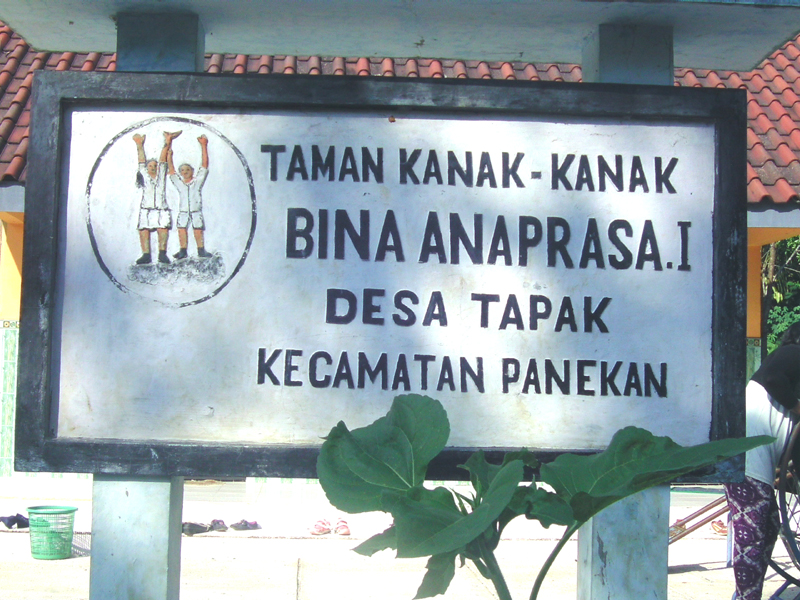 TAMAN KANAK-KANAK
BINA ANAPRASA.I
DESA TAPAK
KECAMATAN PANEKAN